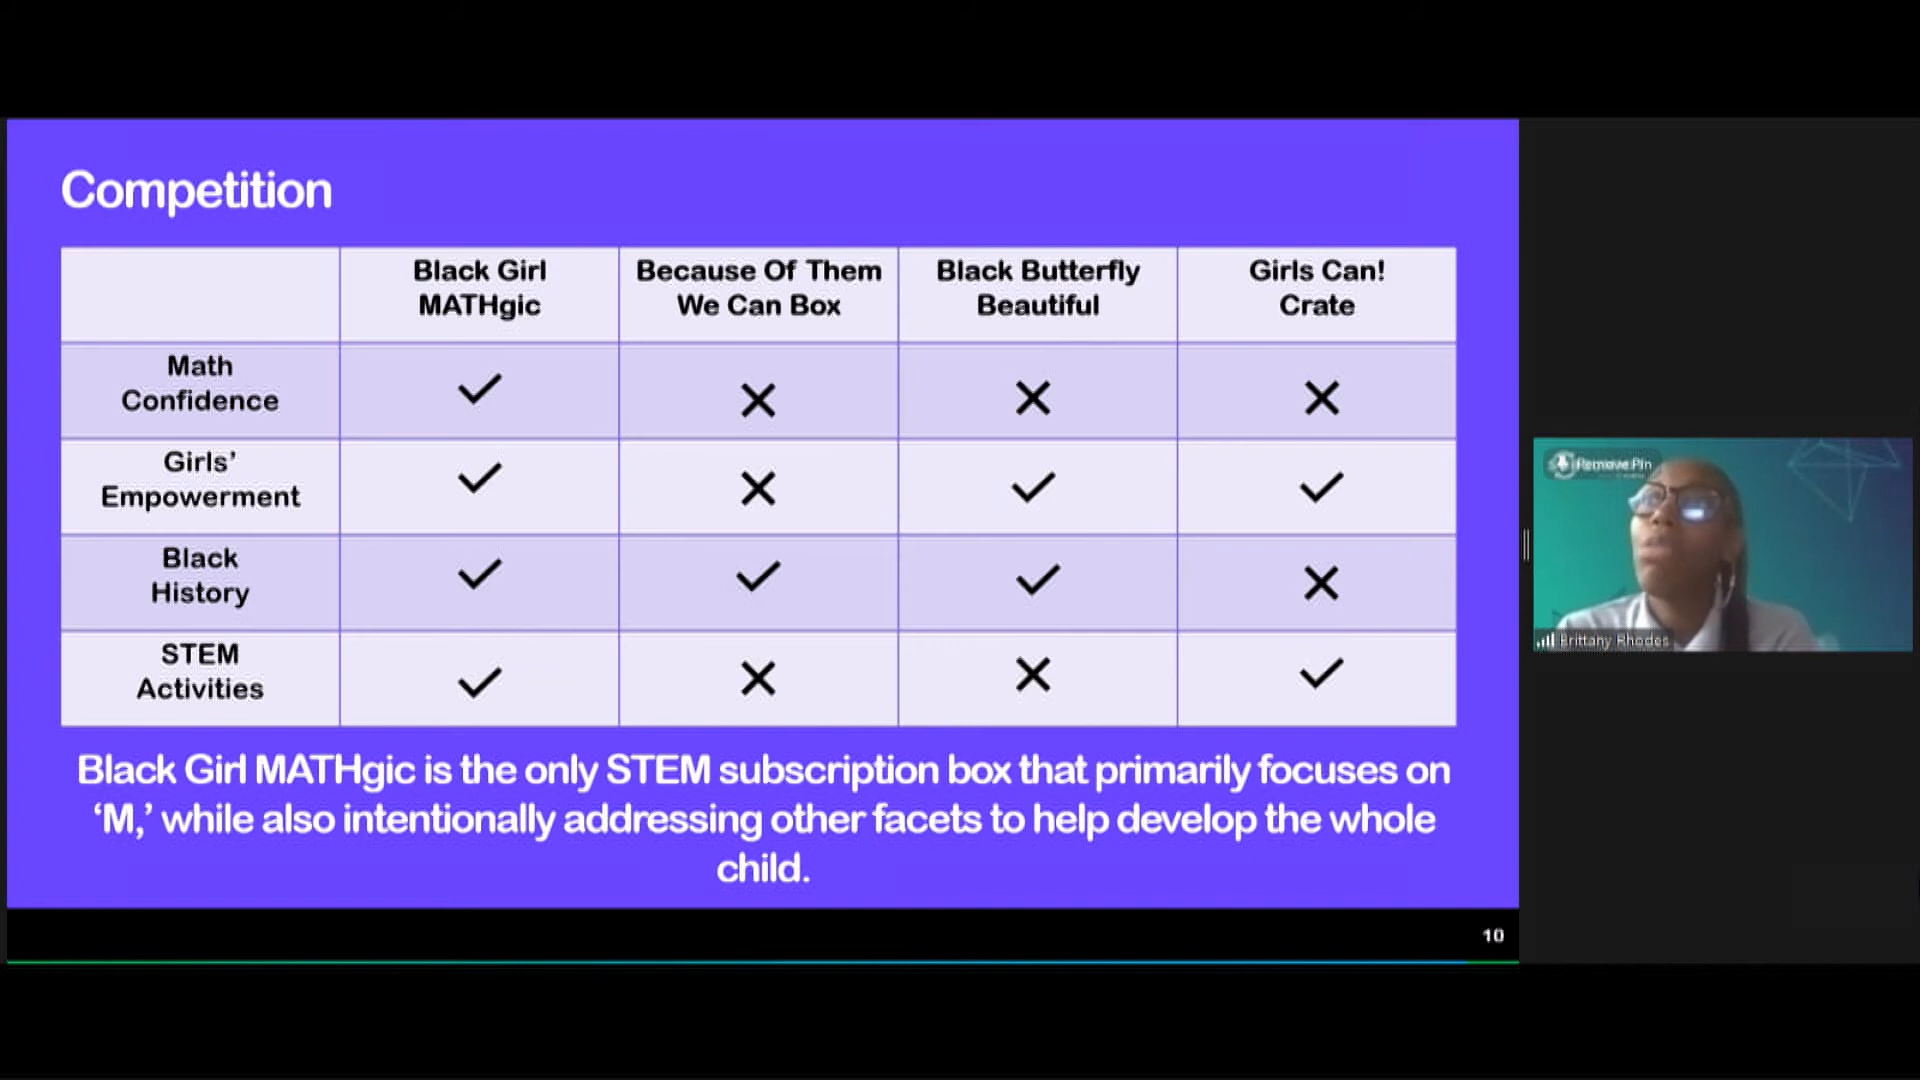 Competition
Black Girl
MATHgic
Because Of Them
We Can Box
Black Butterfly
Beautiful
Girls Can!
Crate
Math
Confidence
✓
✕
✕
✕
Girls’
Empowerment
✓
✕
✓
✓
Black
History
✓
✓
✓
✕
STEM
Activities
✓
✕
✕
✓
Black Girl MATHgic is the only STEM subscription box that primarily focuses on
‘M,’ while also intentionally addressing other facets to help develop the whole
child.
10
Remove Pin
Brittany Rhodes